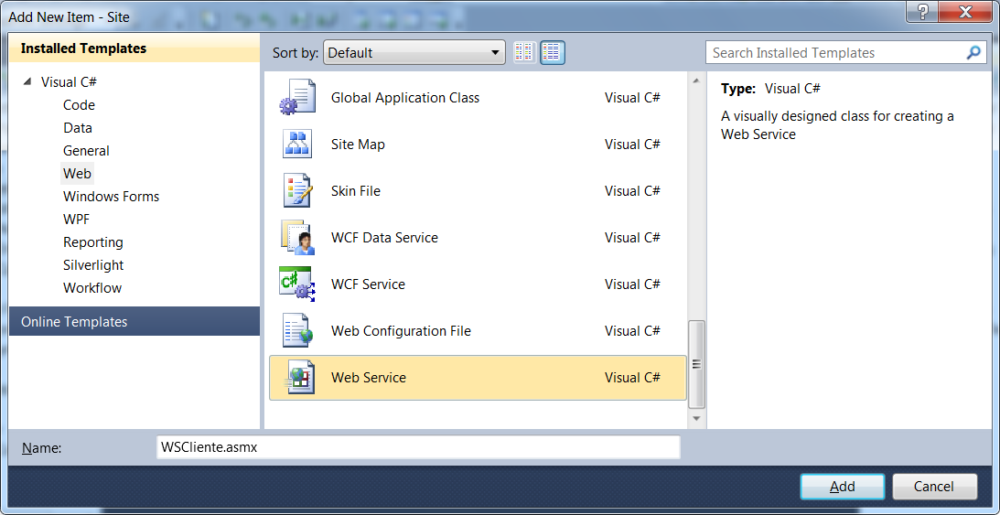 Add New Item - Site
Installed Templates
Visual C#
Code
Data
General
Web
Windows Forms
WPF
Reporting
Silverlight
Workflow
Online Templates
Sort by: Default
Global Application Class Visual C#
Site Map Visual C#
Skin File Visual C#
WCF Data Service Visual C#
WCF Service Visual C#
Web Configuration File Visual C#
Web Service Visual C#
Search Installed Templates
Type: Visual C#
A visually designed class for creating a
Web Service
Name: WSCliente.asmx
Add Cancel